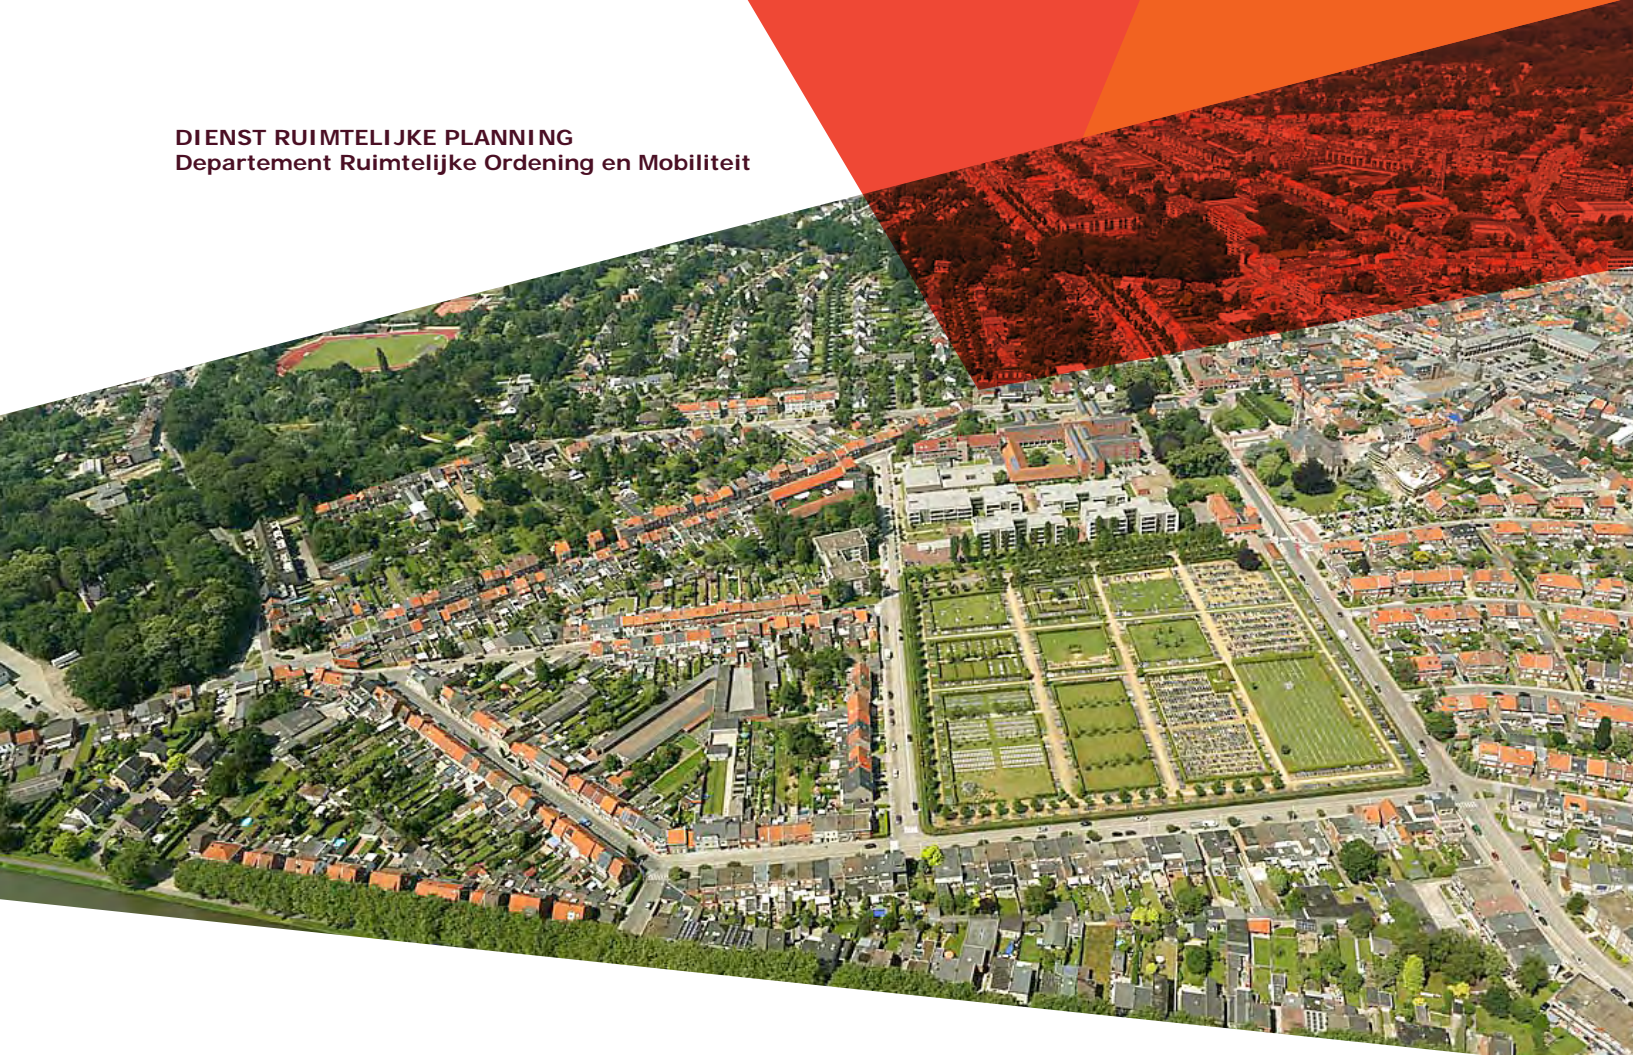 DIENST RUIMTELIJKE PLANNING
Departement Ruimtelijke Ordening en Mobiliteit